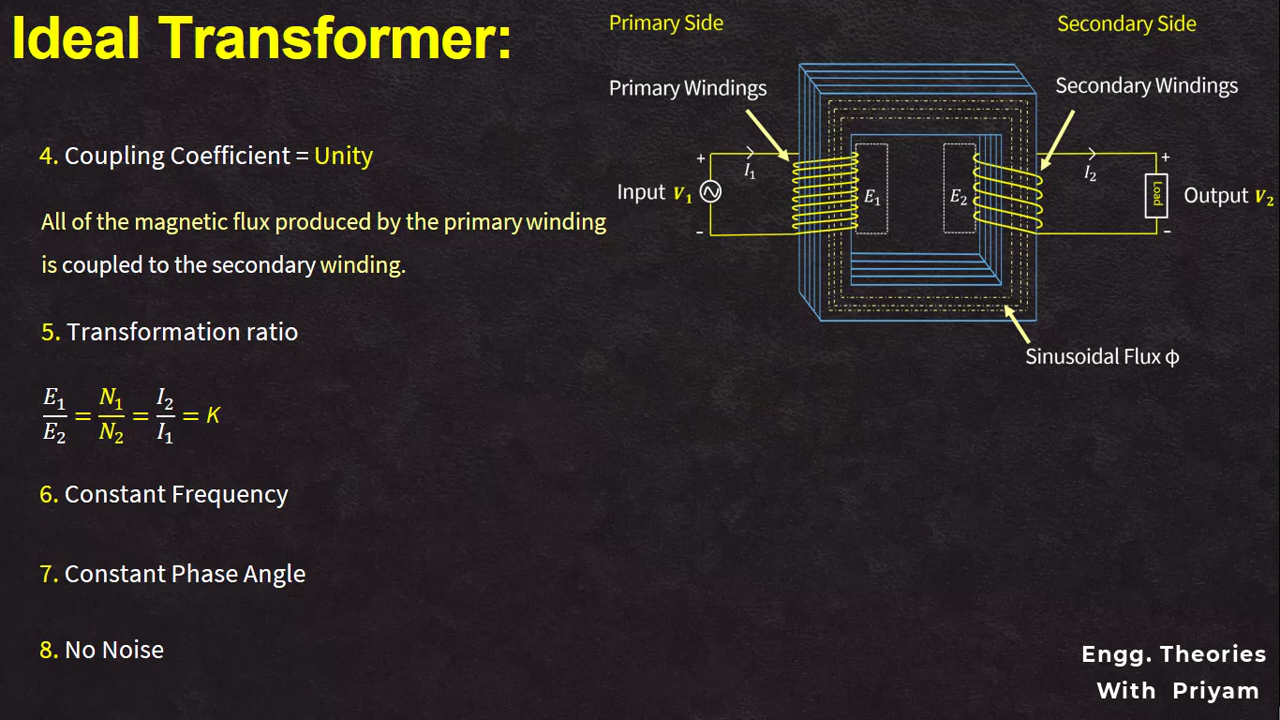 Ideal Transformer:
4. Coupling Coefficient = Unity
All of the magnetic flux produced by the primary winding
is coupled to the secondary winding.
5. Transformation ratio
E₁/E₂ = N₁/N₂ = I₂/I₁ = K
6. Constant Frequency
7. Constant Phase Angle
8. No Noise
Primary Side
Secondary Side
Primary Windings
Secondary Windings
+
I₁
Input V₁
-
E₁
E₂
I₂
+
Load
Output V₂
-
Sinusoidal Flux ϕ
Engg. Theories
With Priyam